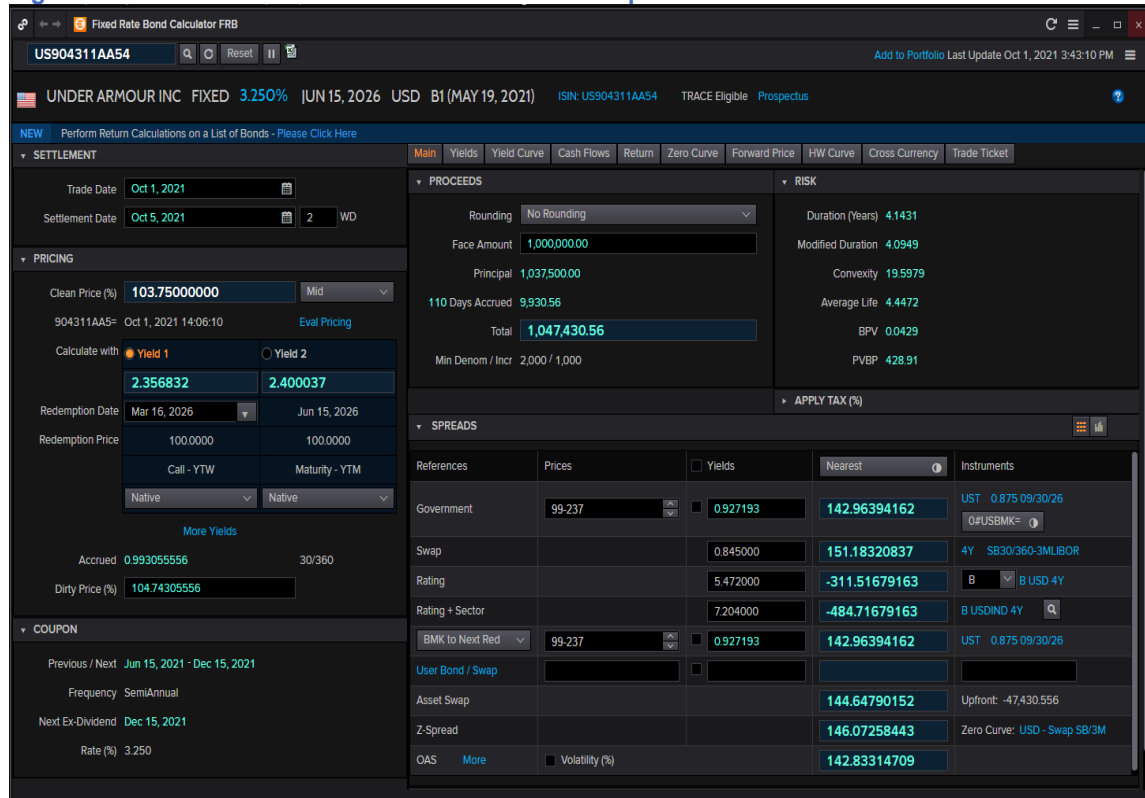 Fixed Rate Bond Calculator FRB
US904311AA54 Reset Add to Portfolio Last Update Oct 1, 2021 3:43:10 PM
UNDER ARMOUR INC FIXED 3.250% JUN 15, 2026 USD B1 (MAY 19, 2021) ISIN: US904311AA54 TRACE Eligible Prospectus
NEW Perform Return Calculations on a List of Bonds - Please Click Here
SETTLEMENT
Trade Date Oct 1, 2021
Settlement Date Oct 5, 2021 2 WD
PRICING
Clean Price (%) 103.75000000 Mid
904311AA5= Oct 1, 2021 14:06:10 Eval Pricing
Calculate with Yield 1 Yield 2
2.356832 2.400037
Redemption Date Mar 16, 2026 Jun 15, 2026
Redemption Price 100.0000 100.0000
Call - YTW Maturity - YTM
Native Native
More Yields
Accrued 0.993055556 30/360
Dirty Price (%) 104.74305556
COUPON
Previous / Next Jun 15, 2021 - Dec 15, 2021
Frequency SemiAnnual
Next Ex-Dividend Dec 15, 2021
Rate (%) 3.250
Main Yields Yield Curve Cash Flows Return Zero Curve Forward Price HW Curve Cross Currency Trade Ticket
PROCEEDS
Rounding No Rounding
Face Amount 1,000,000.00
Principal 1,037,500.00
110 Days Accrued 9,930.56
Total 1,047,430.56
Min Denom / Incr 2,000 / 1,000
RISK
Duration (Years) 4.1431
Modified Duration 4.0949
Convexity 19.5979
Average Life 4.4472
BPV 0.0429
PVBP 428.91
APPLY TAX (%)
SPREADS
References Prices Yields Nearest Instruments
Government 99-237 0.927193 142.96394162 UST 0.875 09/30/26
0#USBMK=
Swap 0.845000 151.18320837 4Y SB30/360-3MLIBOR
Rating 5.472000 -311.51679163 B B USD 4Y
Rating + Sector 7.204000 -484.71679163 B USDIND 4Y
BMK to Next Red 99-237 0.927193 142.96394162 UST 0.875 09/30/26
User Bond / Swap
Asset Swap 144.64790152 Upfront: -47,430.556
Z-Spread 146.07258443 Zero Curve: USD - Swap SB/3M
OAS More Volatility (%) 142.83314709